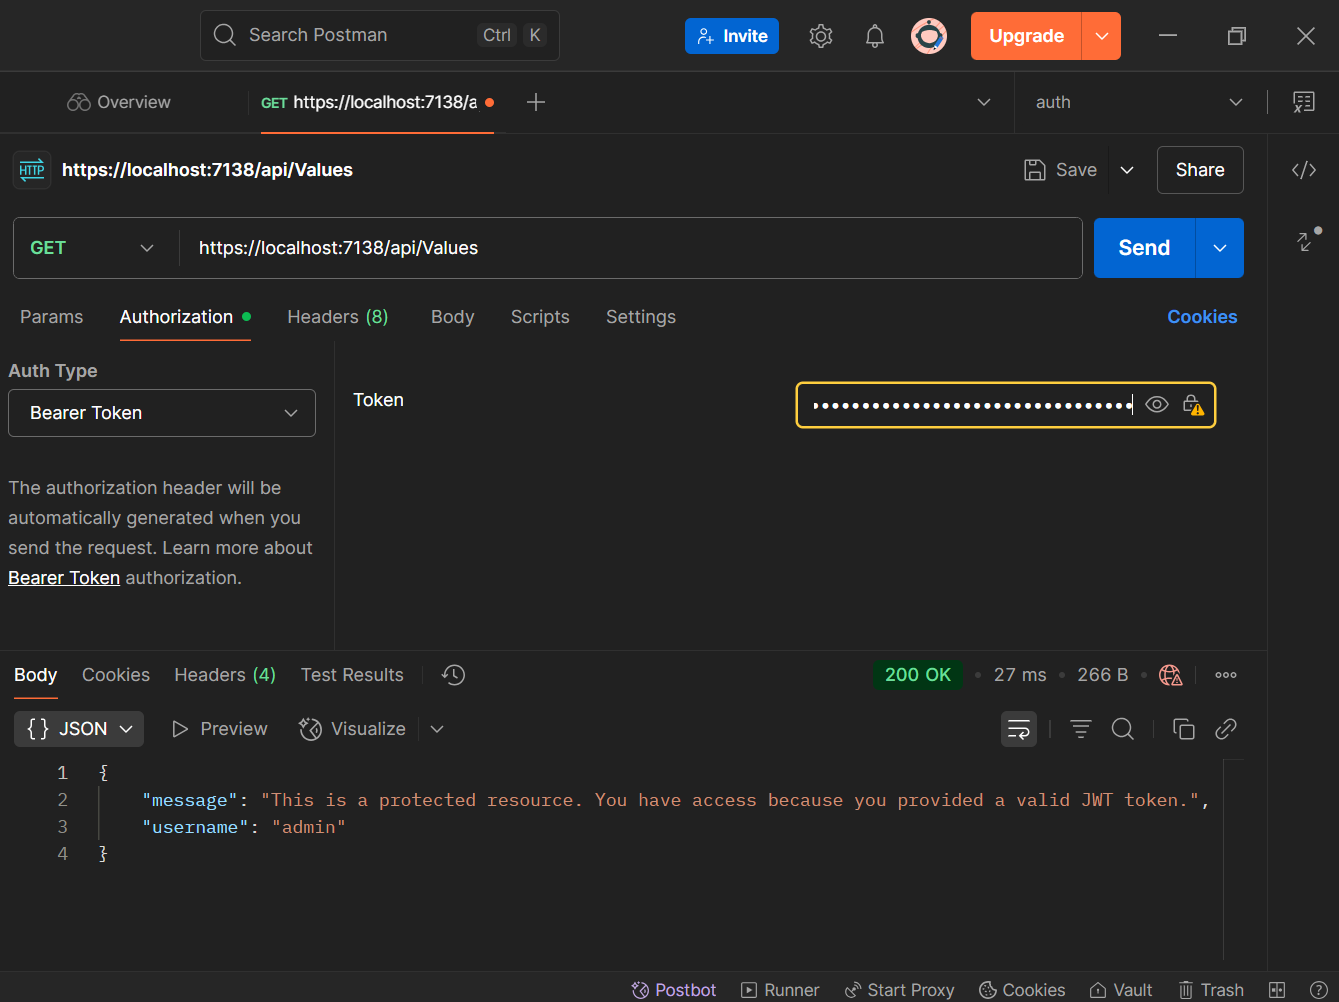 Search Postman Ctrl K Invite Upgrade
Overview GET https://localhost:7138/a auth
HTTP https://localhost:7138/api/Values Save Share
GET https://localhost:7138/api/Values Send
Params Authorization Headers (8) Body Scripts Settings Cookies
Auth Type
Bearer Token
Token
The authorization header will be
automatically generated when you
send the request. Learn more about
Bearer Token authorization.
Body Cookies Headers (4) Test Results 200 OK • 27 ms • 266 B
{} JSON Preview Visualize
1 {
2 "message": "This is a protected resource. You have access because you provided a valid JWT token.",
3 "username": "admin"
4 }
Postbot Runner Start Proxy Cookies Vault Trash